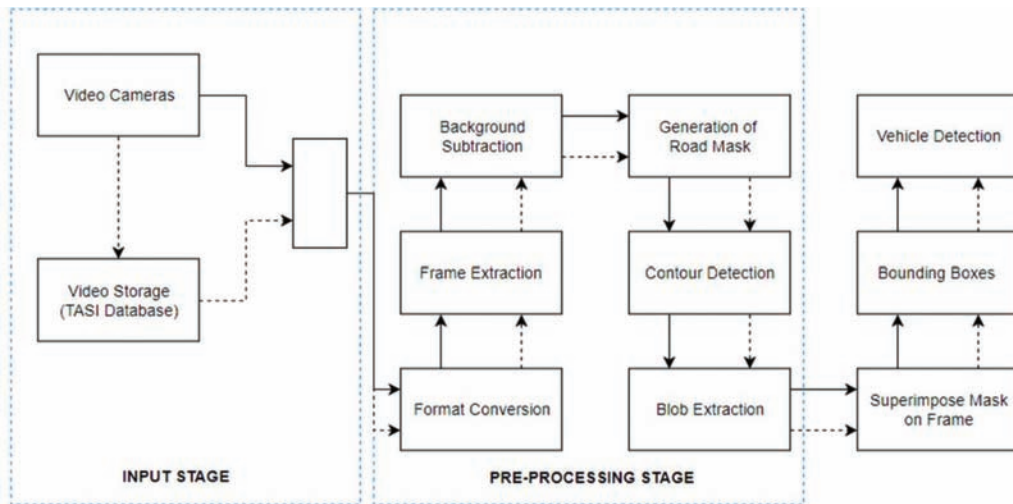 Video Cameras
Video Storage
(TASI Database)
INPUT STAGE
Background
Subtraction
Frame Extraction
Format Conversion
Generation of
Road Mask
Contour Detection
Blob Extraction
PRE-PROCESSING STAGE
Vehicle Detection
Bounding Boxes
Superimpose Mask
on Frame